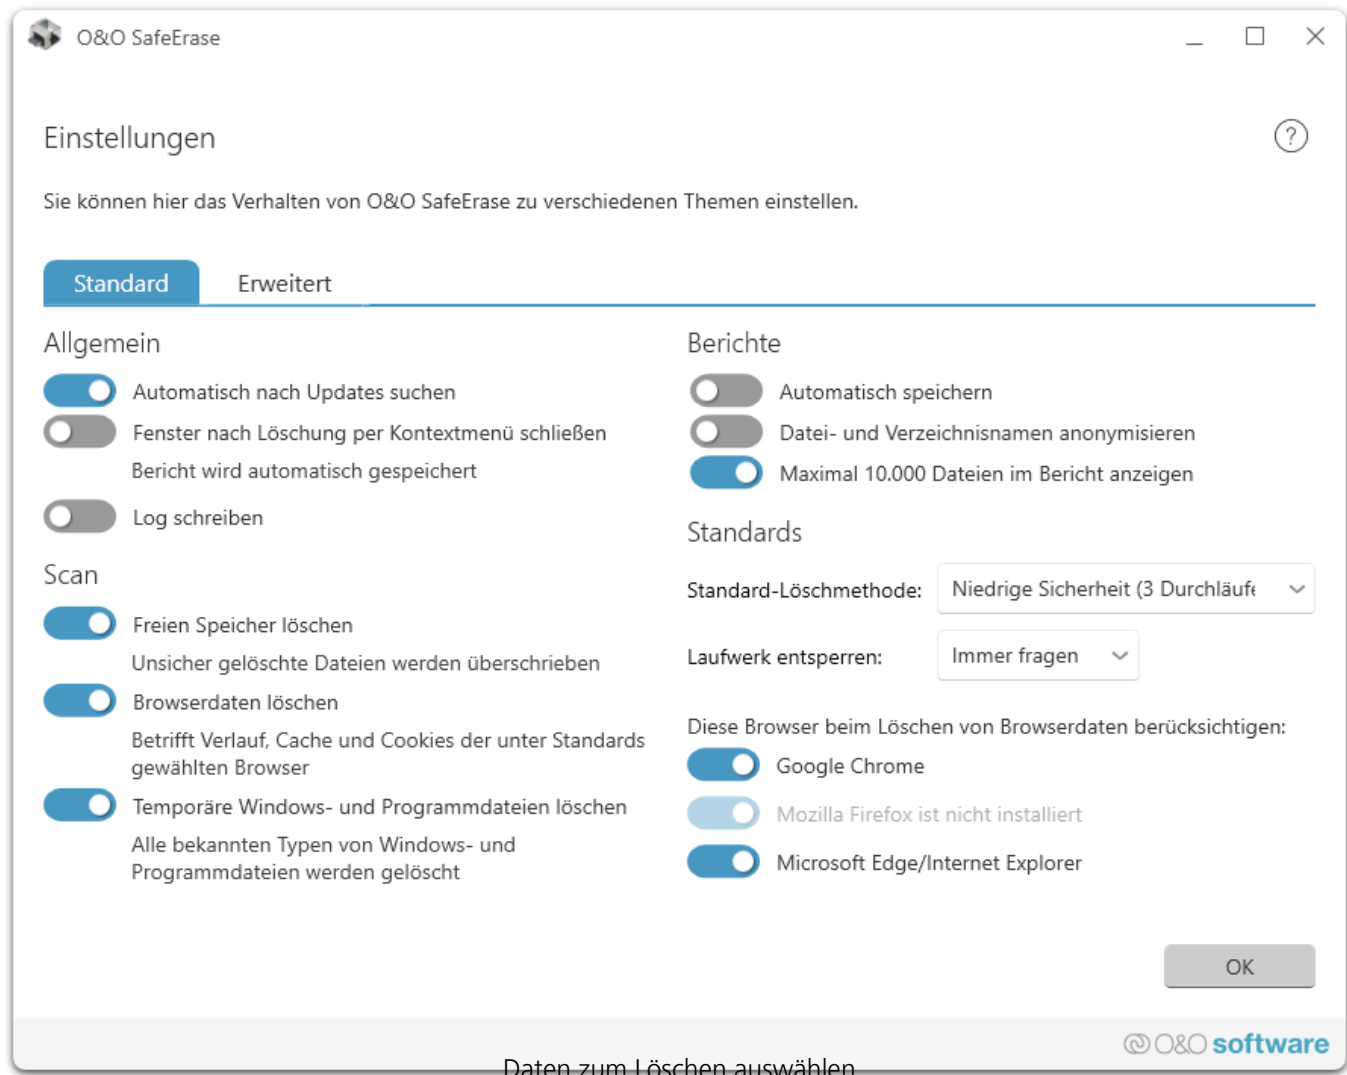 O&O SafeErase
Einstellungen
?
Sie können hier das Verhalten von O&O SafeErase zu verschiedenen Themen einstellen.
Standard
Erweitert
Allgemein
Automatisch nach Updates suchen
Fenster nach Löschung per Kontextmenü schließen
Bericht wird automatisch gespeichert
Log schreiben
Scan
Freien Speicher löschen
Unsicher gelöschte Dateien werden überschrieben
Browserdaten löschen
Betrifft Verlauf, Cache und Cookies der unter Standards
gewählten Browser
Temporäre Windows- und Programmdateien löschen
Alle bekannten Typen von Windows- und
Programmdateien werden gelöscht
Berichte
Automatisch speichern
Datei- und Verzeichnisnamen anonymisieren
Maximal 10.000 Dateien im Bericht anzeigen
Standards
Standard-Löschmethode: Niedrige Sicherheit (3 Durchläufe
Laufwerk entsperren: Immer fragen
Diese Browser beim Löschen von Browserdaten berücksichtigen:
Google Chrome
Mozilla Firefox ist nicht installiert
Microsoft Edge/Internet Explorer
OK
O&O software
Daten zum Löschen auswählen